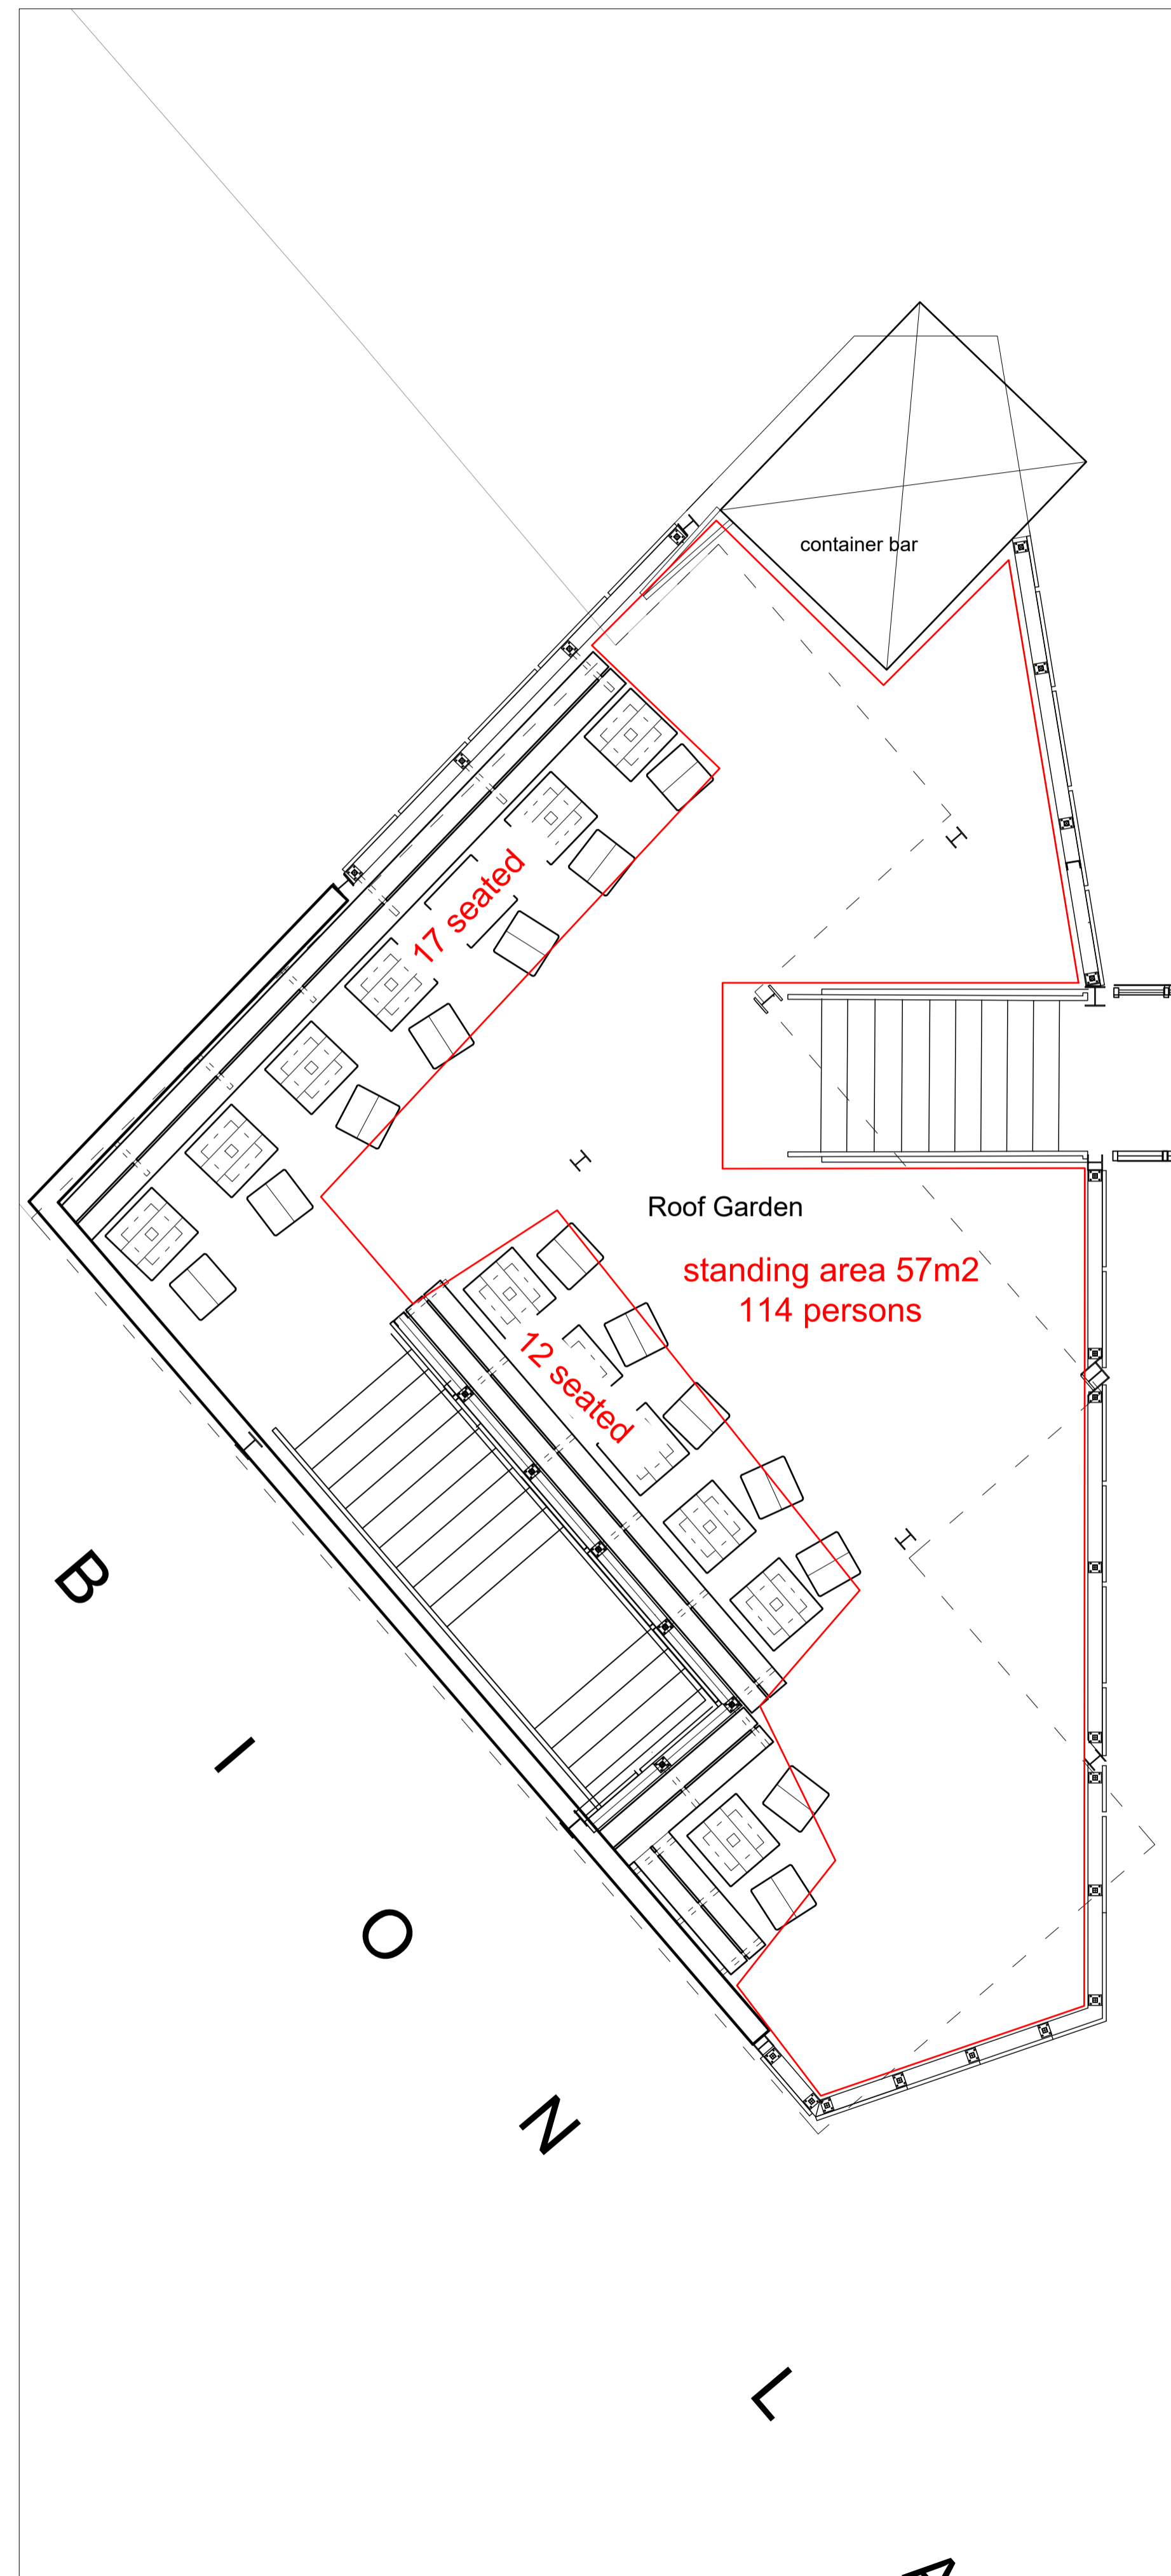 container bar
17 seated
Roof Garden
standing area 57m2
114 persons
12 seated
B I O N L A